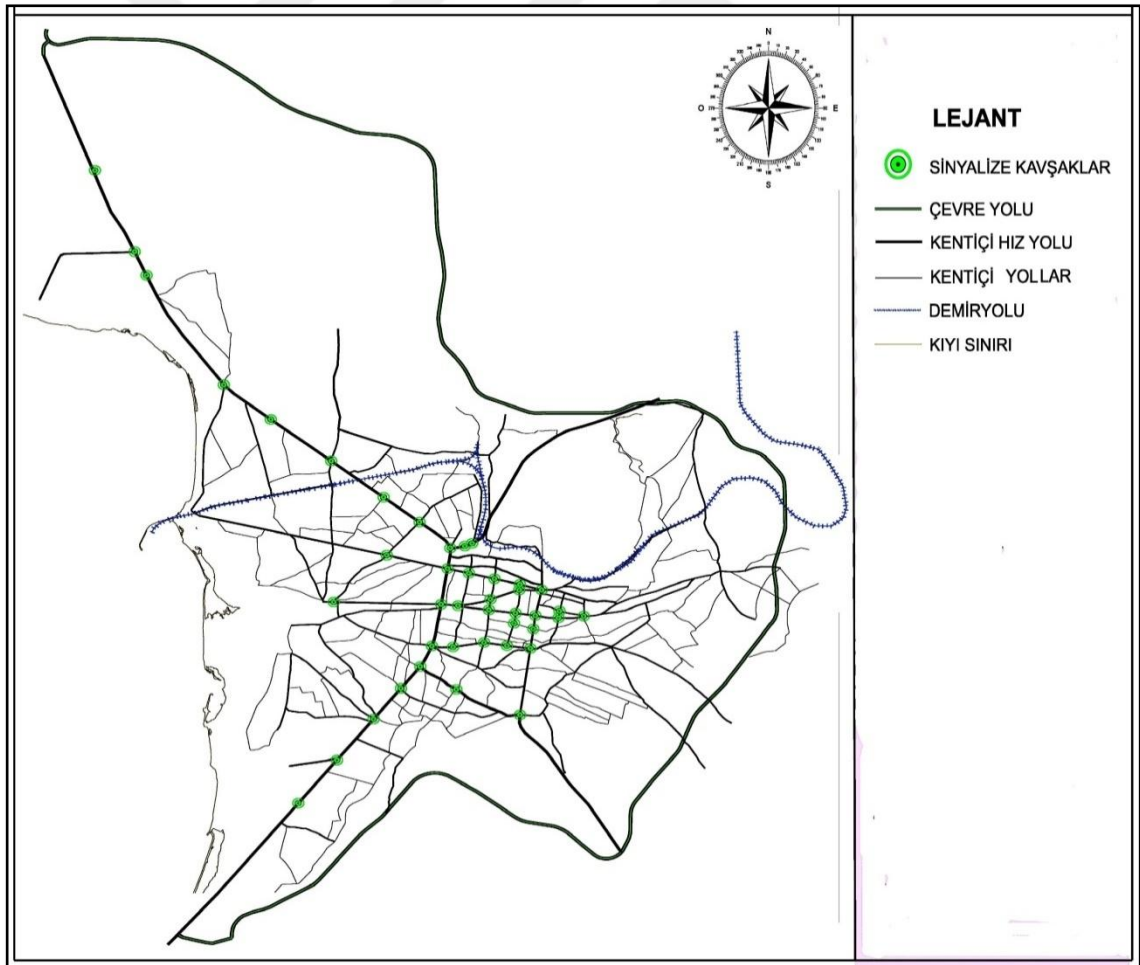 N
O
E
S
LEJANT
SİNYALİZE KAVŞAKLAR
ÇEVRE YOLU
KENTİÇİ HIZ YOLU
KENTİÇİ YOLLAR
DEMİRYOLU
KIYI SINIRI